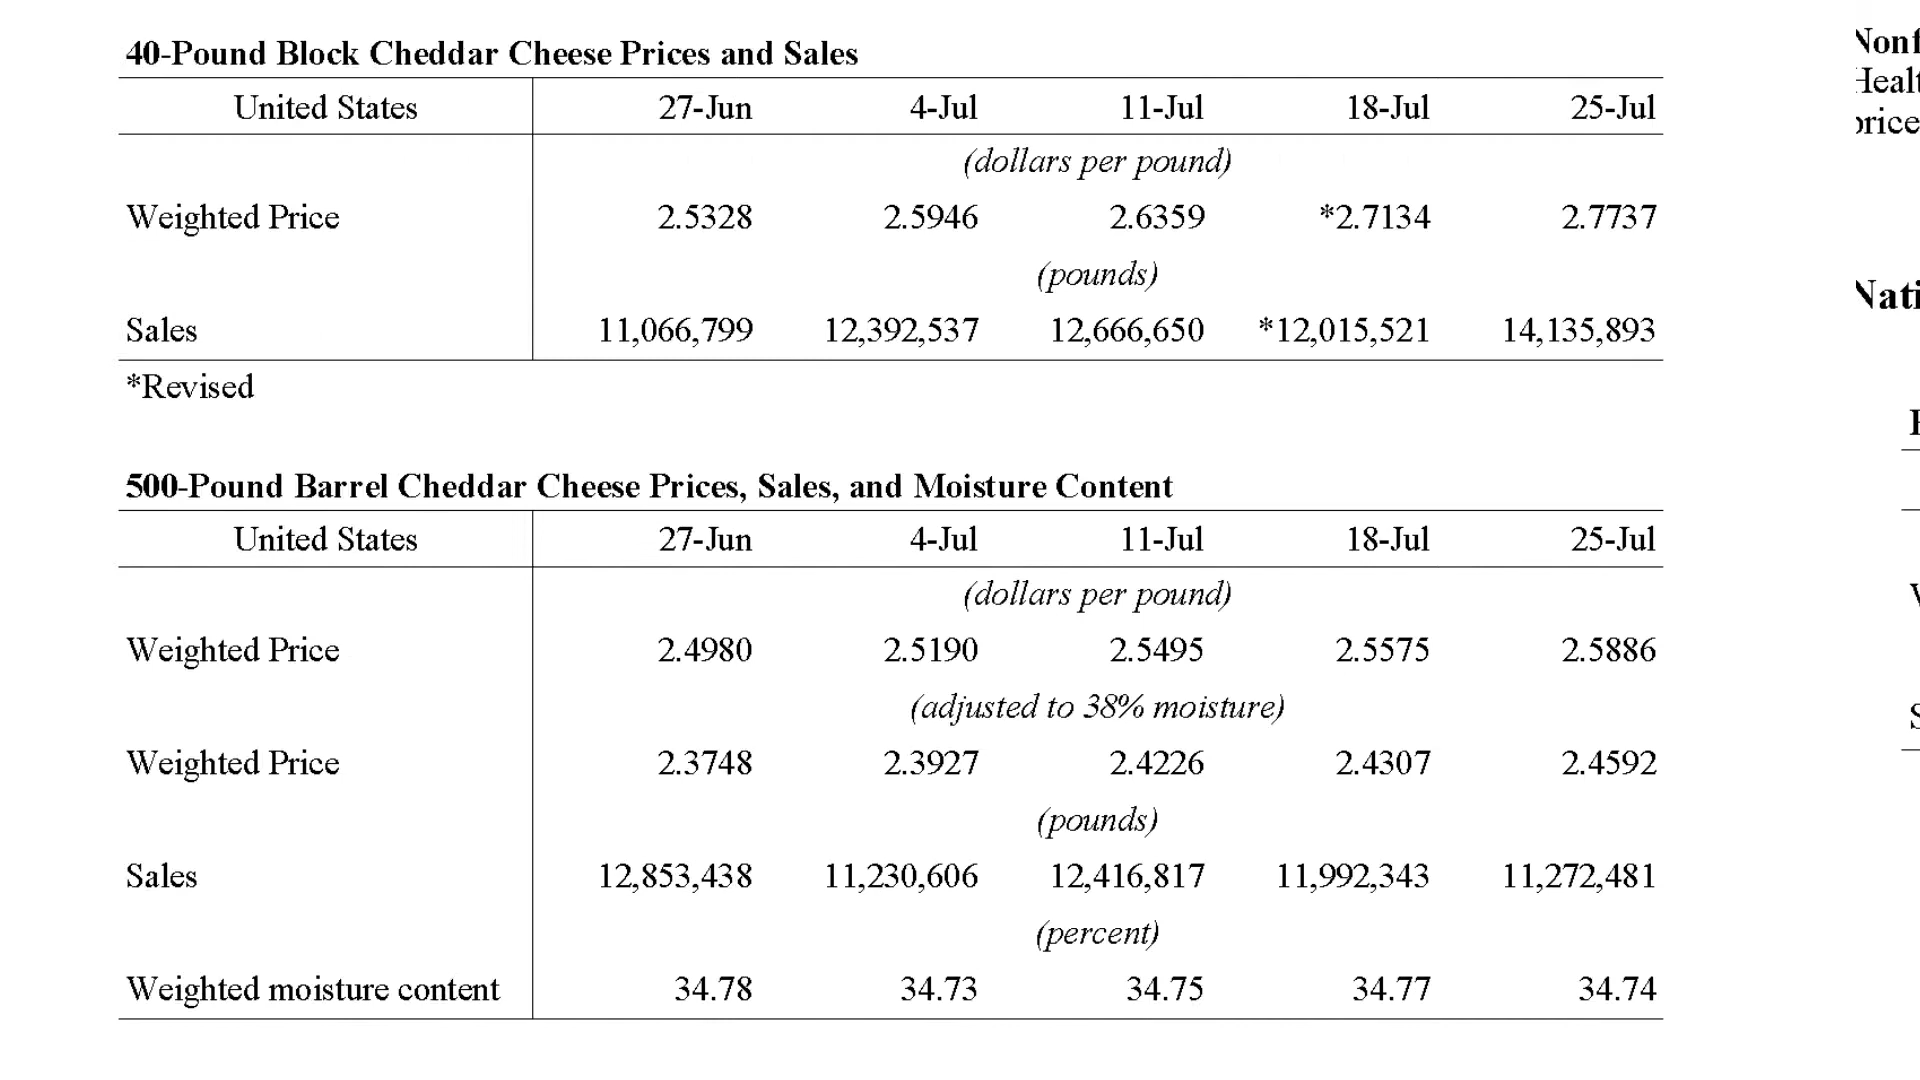 40-Pound Block Cheddar Cheese Prices and Sales
United States 27-Jun 4-Jul 11-Jul 18-Jul 25-Jul
(dollars per pound)
Weighted Price 2.5328 2.5946 2.6359 *2.7134 2.7737
(pounds)
Sales 11,066,799 12,392,537 12,666,650 *12,015,521 14,135,893
*Revised
500-Pound Barrel Cheddar Cheese Prices, Sales, and Moisture Content
United States 27-Jun 4-Jul 11-Jul 18-Jul 25-Jul
(dollars per pound)
Weighted Price 2.4980 2.5190 2.5495 2.5575 2.5886
(adjusted to 38% moisture)
Weighted Price 2.3748 2.3927 2.4226 2.4307 2.4592
(pounds)
Sales 12,853,438 11,230,606 12,416,817 11,992,343 11,272,481
(percent)
Weighted moisture content 34.78 34.73 34.75 34.77 34.74